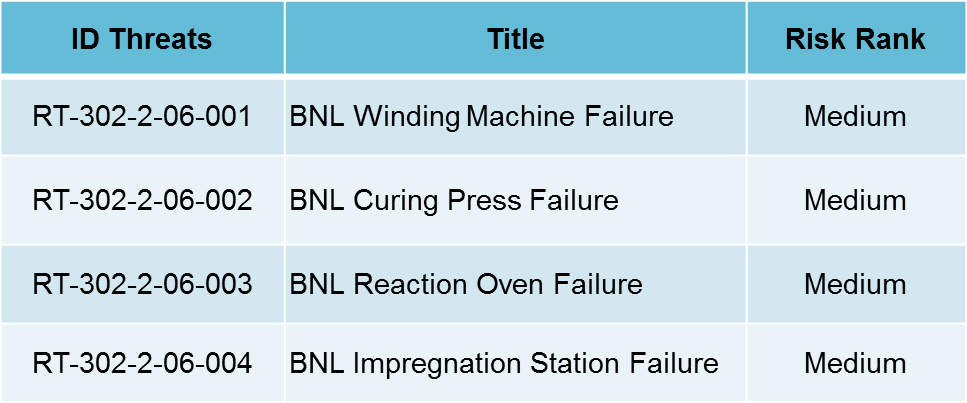 ID Threats Title Risk Rank
RT-302-2-06-001 BNL Winding Machine Failure Medium
RT-302-2-06-002 BNL Curing Press Failure Medium
RT-302-2-06-003 BNL Reaction Oven Failure Medium
RT-302-2-06-004 BNL Impregnation Station Failure Medium